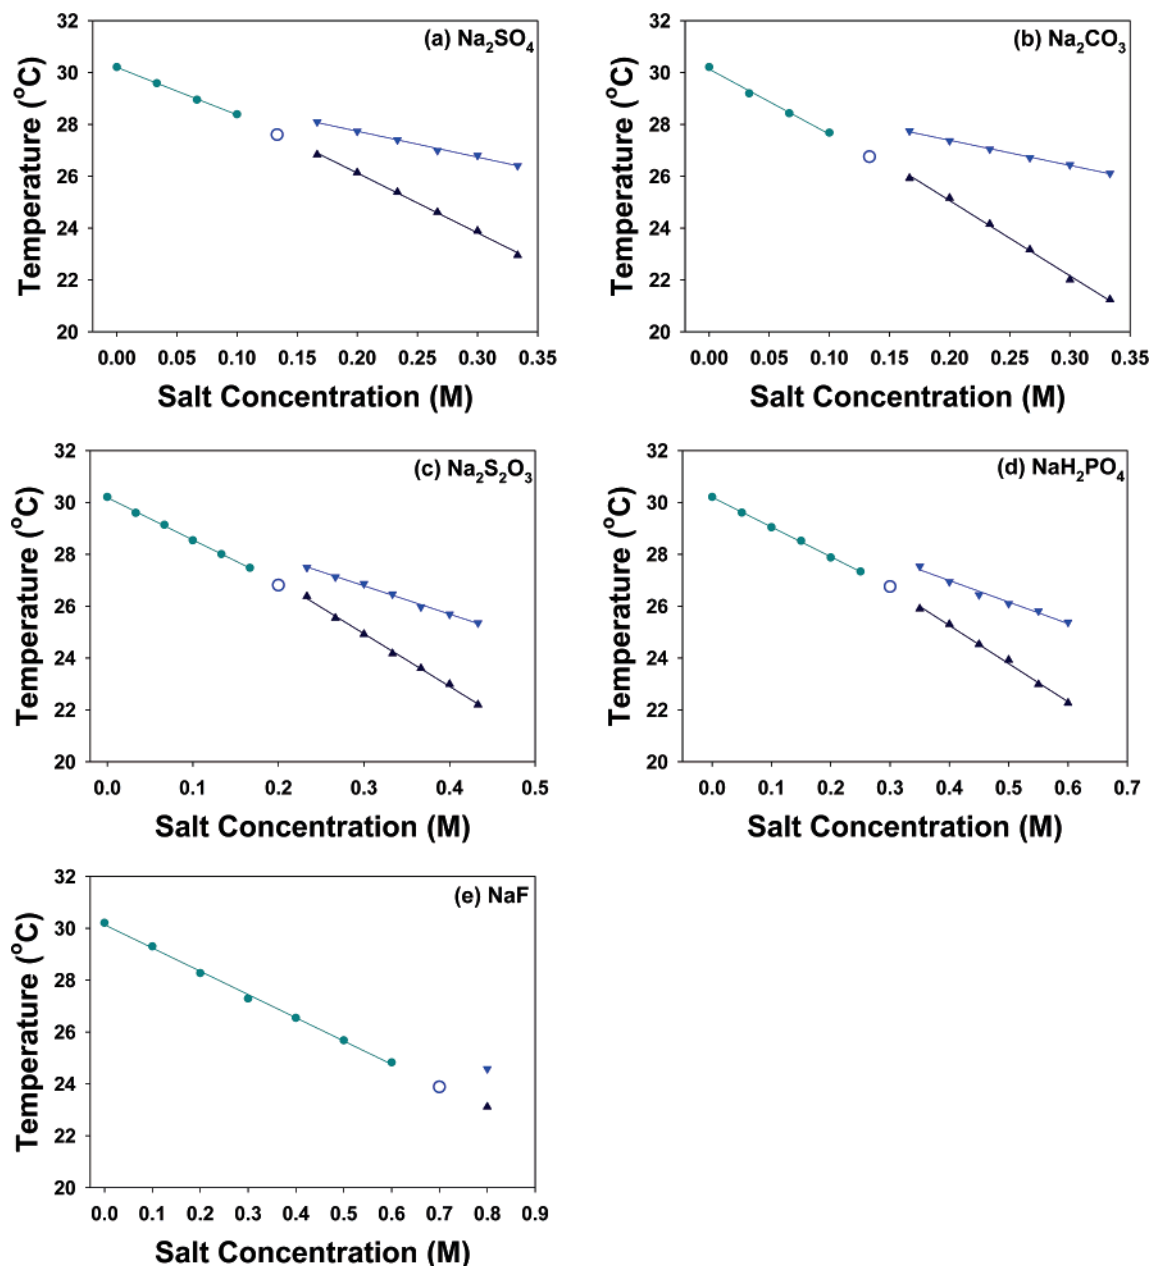 (a) Na₂SO₄
Temperature (°C)
32
30
28
26
24
22
20
0.00 0.05 0.10 0.15 0.20 0.25 0.30 0.35
Salt Concentration (M)
(b) Na₂CO₃
Temperature (°C)
32
30
28
26
24
22
20
0.00 0.05 0.10 0.15 0.20 0.25 0.30 0.35
Salt Concentration (M)
(c) Na₂S₂O₃
Temperature (°C)
32
30
28
26
24
22
20
0.0 0.1 0.2 0.3 0.4 0.5
Salt Concentration (M)
(d) NaH₂PO₄
Temperature (°C)
32
30
28
26
24
22
20
0.0 0.1 0.2 0.3 0.4 0.5 0.6 0.7
Salt Concentration (M)
(e) NaF
Temperature (°C)
32
30
28
26
24
22
20
0.0 0.1 0.2 0.3 0.4 0.5 0.6 0.7 0.8 0.9
Salt Concentration (M)